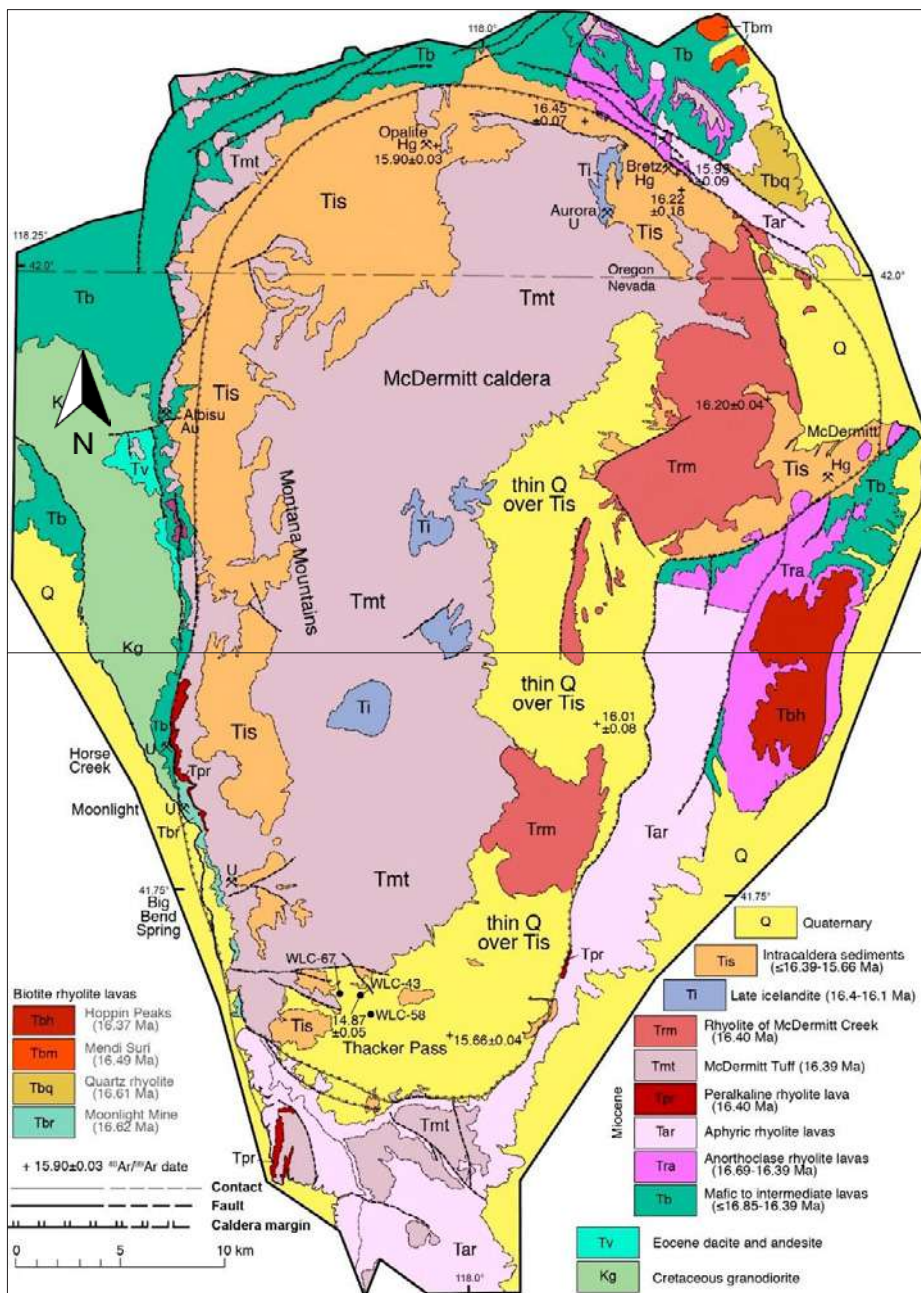 118.0°
Tbm
Tb
Tb
16.45
±0.07
+
Opalite
Hg
+
15.90±0.03
Tmt
Ti
Bretz
Hg
15.99
±0.09
Tbq
+
16.22
±0.18
Tis
Aurora
U
Tis
Tar
118.25°
42.0°
Oregon
Nevada
42.0°
Tb
Tmt
Q
McDermitt caldera
Tis
K
Albisu
Au
N
16.20±0.04
+
McDermitt
Tv
Trm
Tis
Hg
Tb
thin Q
over Tis
Tb
Ti
Montana Mountains
Q
Tmt
Tra
Kg
thin Q
over Tis
Tbh
Ti
+
16.01
±0.08
Tb
Tis
U
Horse
Creek
Tpr
Moonlight
U
Tbr
Trm
Tar
Q
U
Tmt
41.75°
41.75°
Big
Bend
Spring
thin Q
over Tis
Tpr
WLC-67
WLC-43
WLC-58
14.87
±0.05
Tis
+15.66±0.04
Thacker Pass
Tmt
Tpr
Tar
118.0°
Biotite rhyolite lavas
Tbh Hoppin Peaks
(16.37 Ma)
Tbm Mendi Suri
(16.49 Ma)
Tbq Quartz rhyolite
(16.61 Ma)
Tbr Moonlight Mine
(16.62 Ma)
+ 15.90±0.03 ⁴⁰Ar/³⁹Ar date
Contact
Fault
Caldera margin
0 5 10 km
Q Quaternary
Tis Intracaldera sediments
(≤16.39-15.66 Ma)
Ti Late icelandite (16.4-16.1 Ma)
Miocene
Trm Rhyolite of McDermitt Creek
(16.40 Ma)
Tmt McDermitt Tuff (16.39 Ma)
Tpr Peralkaline rhyolite lava
(16.40 Ma)
Tar Aphyric rhyolite lavas
Tra Anorthoclase rhyolite lavas
(16.69-16.39 Ma)
Tb Mafic to intermediate lavas
(≤16.85-16.39 Ma)
Tv Eocene dacite and andesite
Kg Cretaceous granodiorite